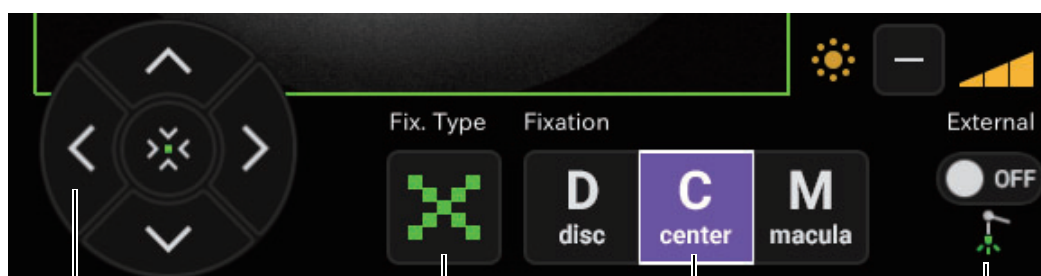 Fix. Type
Fixation
External
D
disc
C
center
M
macula
OFF